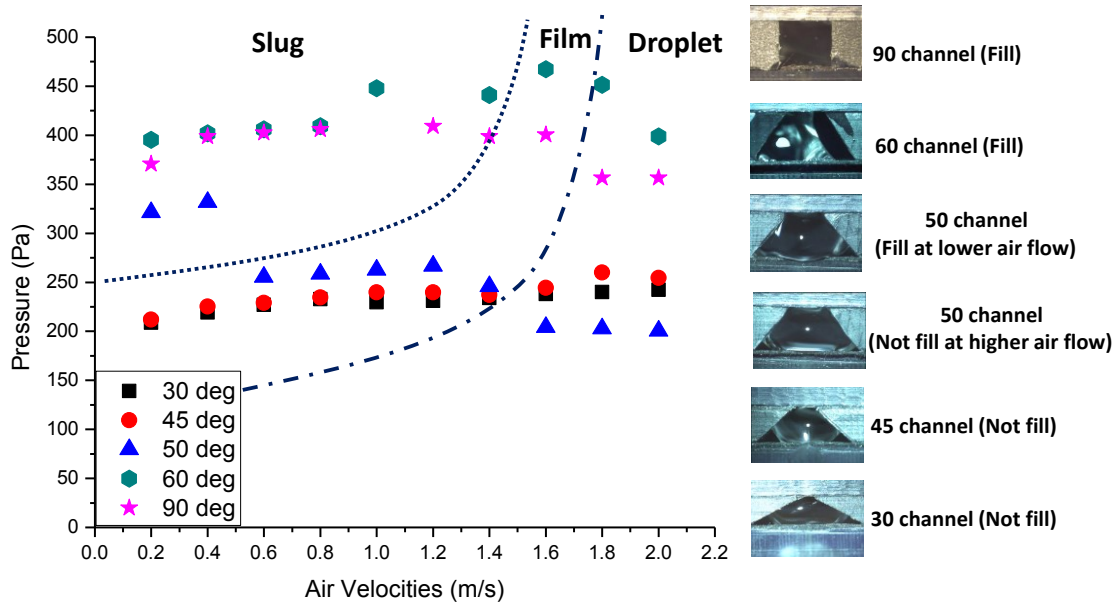 Slug
Film
Droplet
500
450
400
350
300
250
200
150
100
50
0
Pressure (Pa)
30 deg
45 deg
50 deg
60 deg
90 deg
0.0 0.2 0.4 0.6 0.8 1.0 1.2 1.4 1.6 1.8 2.0 2.2
Air Velocities (m/s)
90 channel (Fill)
60 channel (Fill)
50 channel
(Fill at lower air flow)
50 channel
(Not fill at higher air flow)
45 channel (Not fill)
30 channel (Not fill)